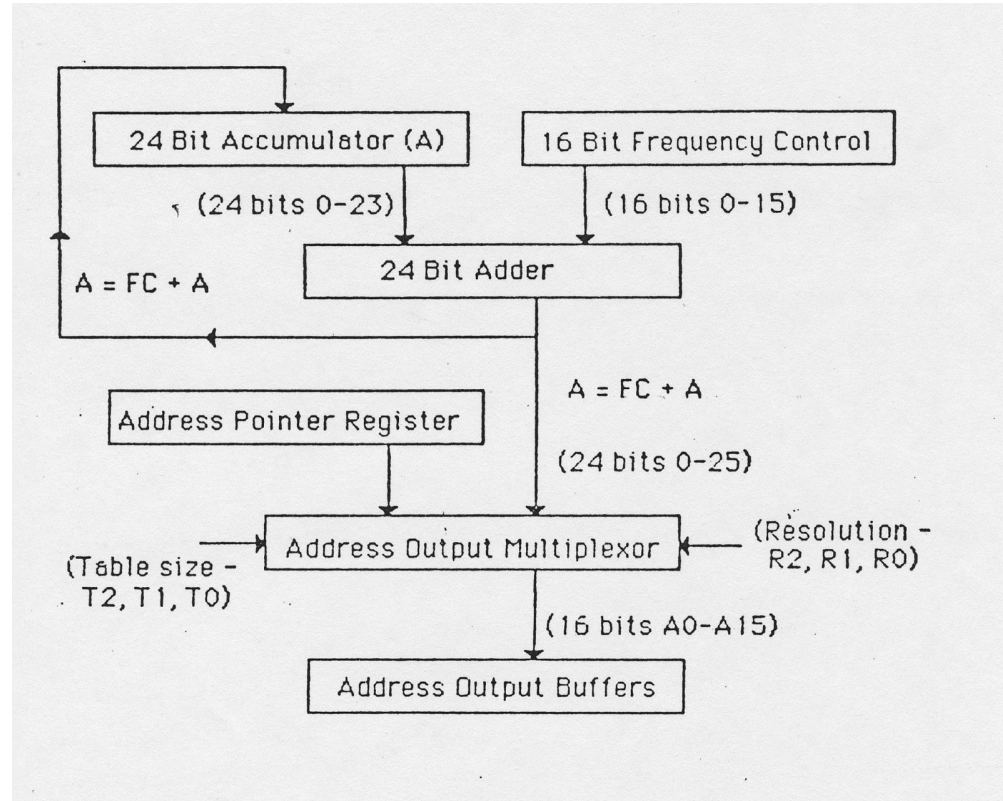 24 Bit Accumulator (A)
16 Bit Frequency Control
(24 bits 0-23)
(16 bits 0-15)
24 Bit Adder
A = FC + A
A = FC + A
Address Pointer Register
(24 bits 0-25)
Address Output Multiplexor
(Table size -
T2, T1, T0)
(Resolution -
R2, R1, R0)
(16 bits A0-A15)
Address Output Buffers